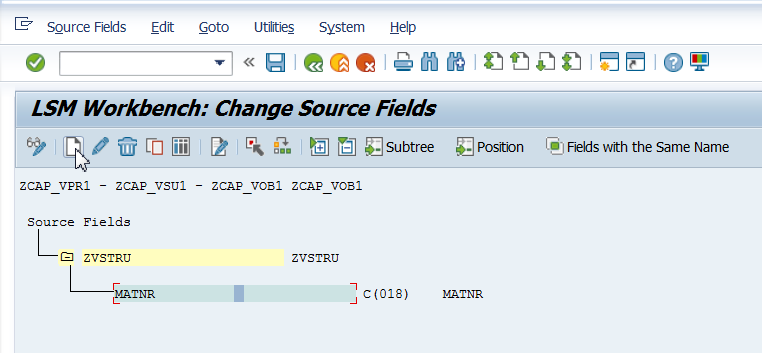 Source Fields Edit Goto Utilities System Help
LSM Workbench: Change Source Fields
Subtree Position Fields with the Same Name
ZCAP_VPR1 - ZCAP_VSU1 - ZCAP_VOB1 ZCAP_VOB1
Source Fields
ZVSTRU ZVSTRU
MATNR C(018) MATNR